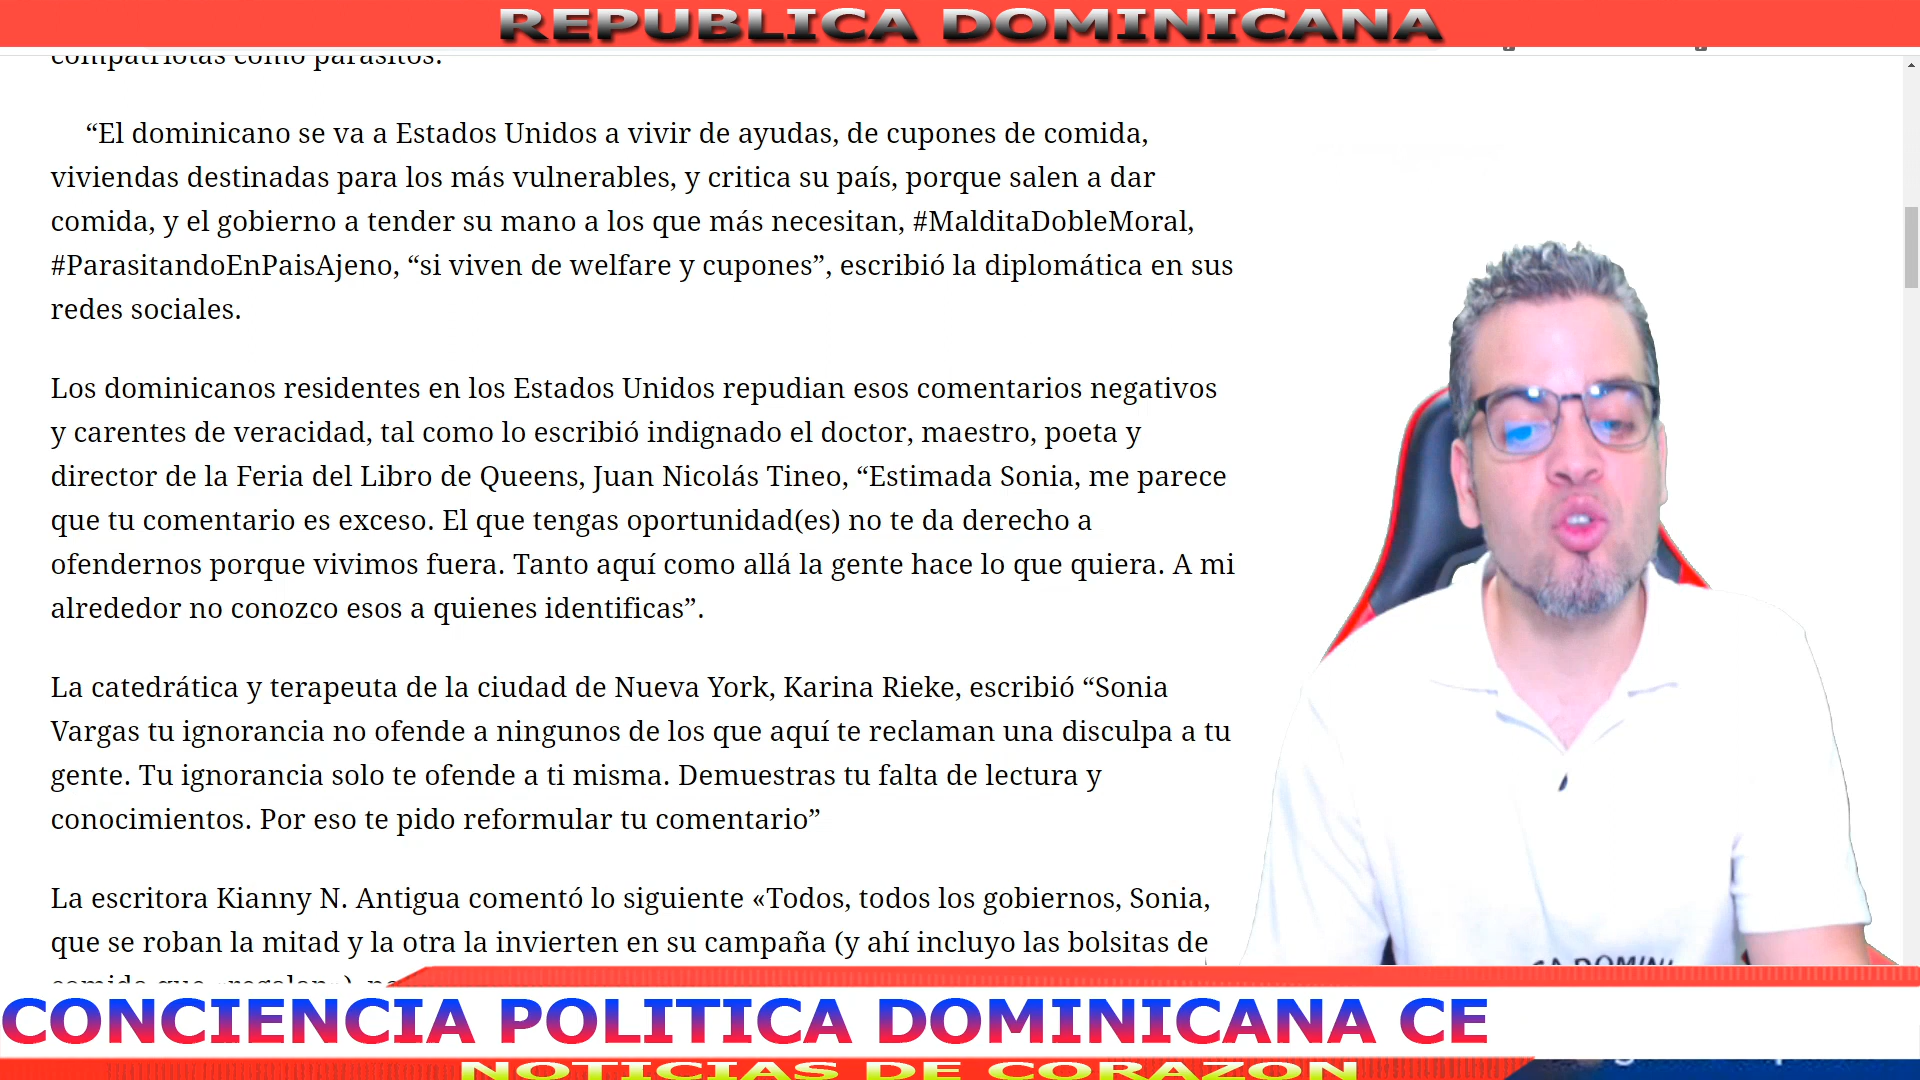 REPUBLICA DOMINICANA
compatriotas como parásitos.
“El dominicano se va a Estados Unidos a vivir de ayudas, de cupones de comida,
viviendas destinadas para los más vulnerables, y critica su país, porque salen a dar
comida, y el gobierno a tender su mano a los que más necesitan, #MalditaDobleMoral,
#ParasitandoEnPaisAjeno, “si viven de welfare y cupones”, escribió la diplomática en sus
redes sociales.
Los dominicanos residentes en los Estados Unidos repudian esos comentarios negativos
y carentes de veracidad, tal como lo escribió indignado el doctor, maestro, poeta y
director de la Feria del Libro de Queens, Juan Nicolás Tineo, “Estimada Sonia, me parece
que tu comentario es exceso. El que tengas oportunidad(es) no te da derecho a
ofendernos porque vivimos fuera. Tanto aquí como allá la gente hace lo que quiera. A mi
alrededor no conozco esos a quienes identificas”.
La catedrática y terapeuta de la ciudad de Nueva York, Karina Rieke, escribió “Sonia
Vargas tu ignorancia no ofende a ningunos de los que aquí te reclaman una disculpa a tu
gente. Tu ignorancia solo te ofende a ti misma. Demuestras tu falta de lectura y
conocimientos. Por eso te pido reformular tu comentario”
La escritora Kianny N. Antigua comentó lo siguiente «Todos, todos los gobiernos, Sonia,
que se roban la mitad y la otra la invierten en su campaña (y ahí incluyo las bolsitas de
comida que «regalan»)
CONCIENCIA POLITICA DOMINICANA CE
NOTICIAS DE CORAZON